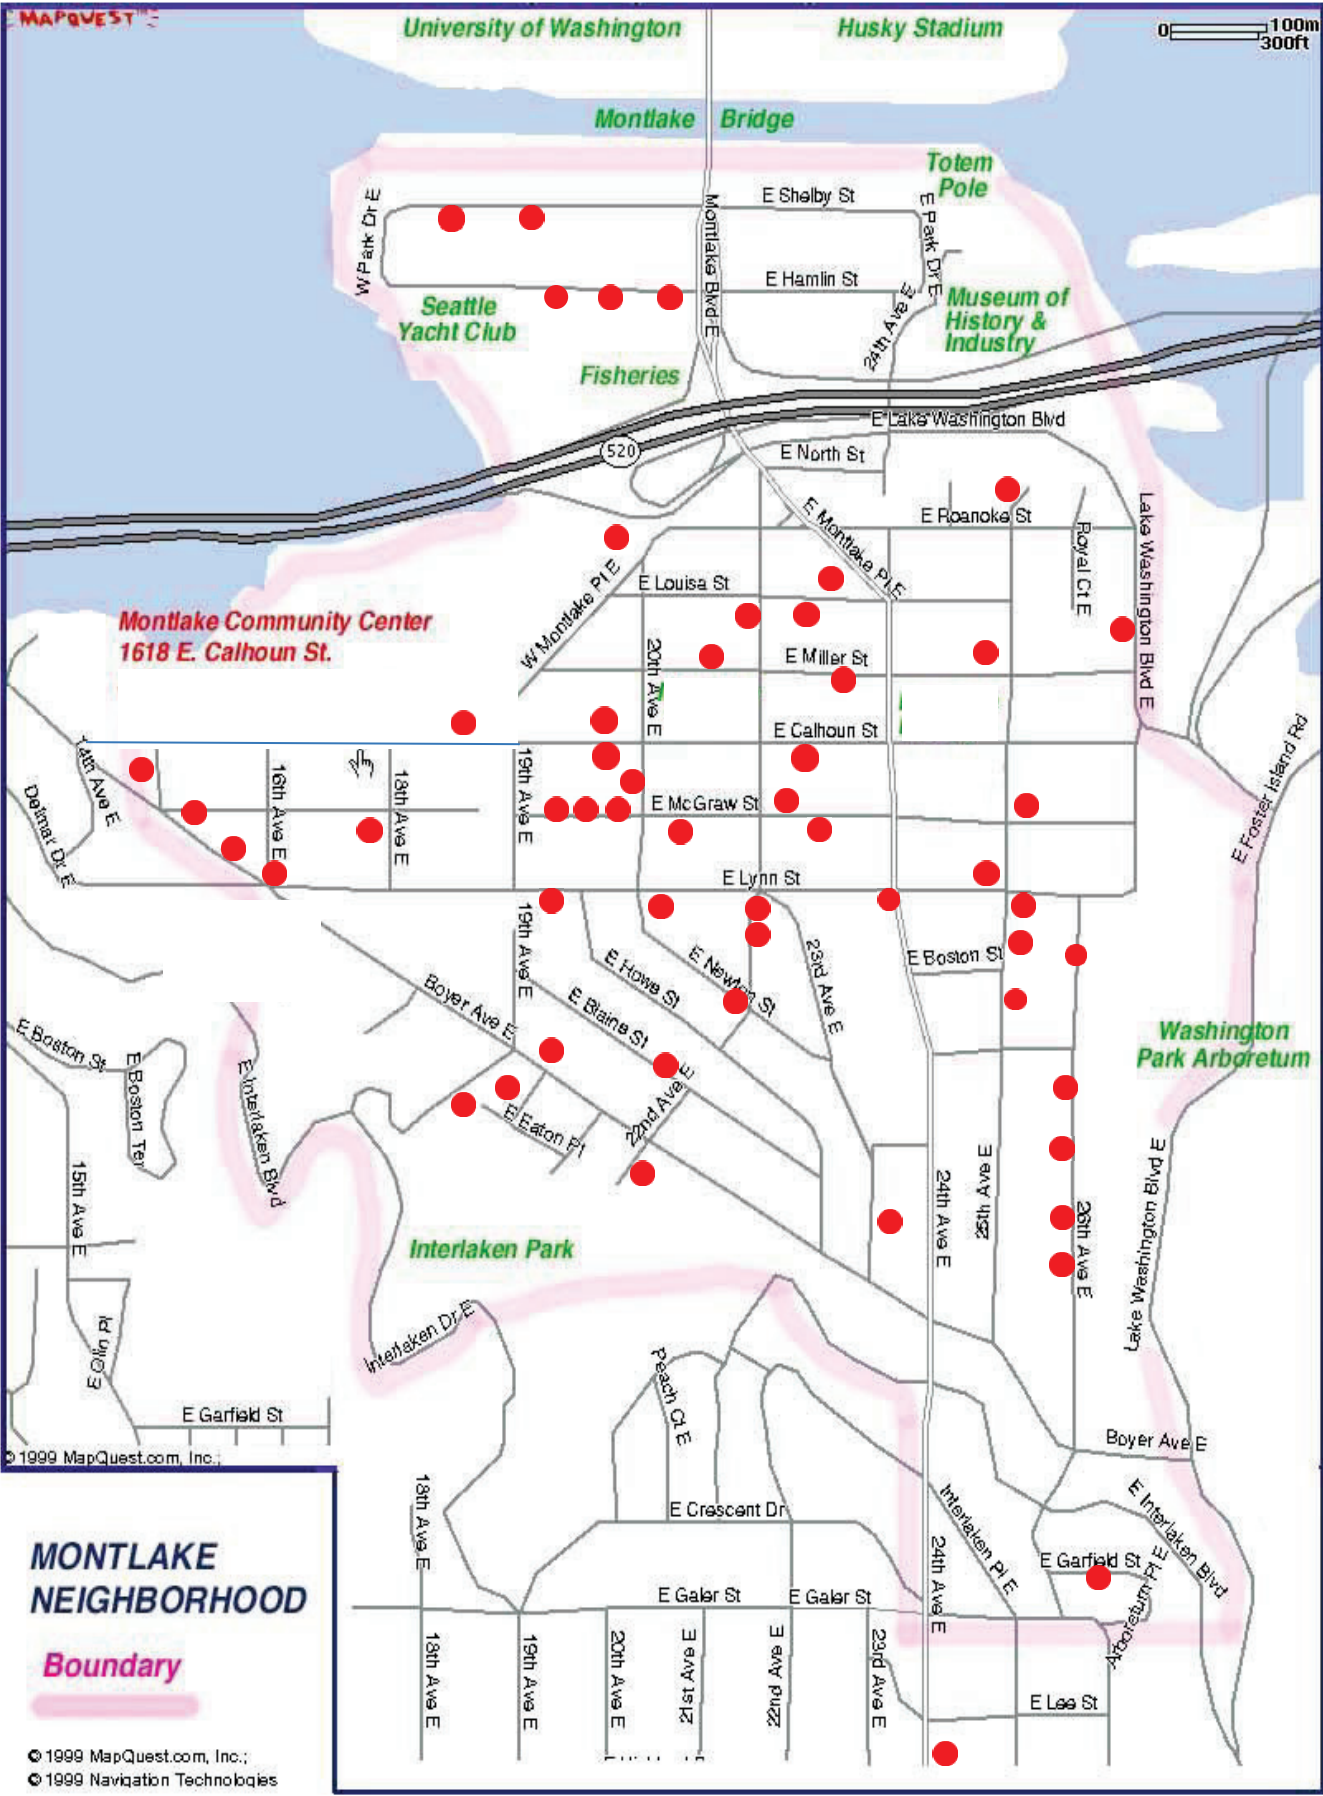 MAPQUEST™
University of Washington
Husky Stadium
0 100m
300ft
Montlake Bridge
Totem
Pole
E Shelby St
W Park Dr E
Montlake Blvd E
E Park Dr E
E Hamlin St
24th Ave E
Seattle
Yacht Club
Museum of
History &
Industry
Fisheries
E Lake Washington Blvd
520
E North St
E Montlake Pl E
E Roanoke St
Royal Ct E
Lake Washington Blvd E
W Montlake Pl E
E Louisa St
Montlake Community Center
1618 E. Calhoun St.
20th Ave E
E Miller St
E Calhoun St
14th Ave E
16th Ave E
18th Ave E
19th Ave E
E McGraw St
Delmar Dr E
E Foster Island Rd
E Lynn St
19th Ave E
E Howe St
E Newton St
23rd Ave E
E Boston St
Boyer Ave E
E Blaine St
E Boston St
E Boston Ter
E Interlaken Blvd
Washington
Park Arboretum
E Eaton Pl
22nd Ave E
15th Ave E
24th Ave E
25th Ave E
26th Ave E
Lake Washington Blvd E
Interlaken Park
Interlaken Dr E
E Olin Pl
Peach Ct E
E Garfield St
Boyer Ave E
© 1999 MapQuest.com, Inc.;
18th Ave E
E Crescent Dr
Interlaken Pl E
E Interlaken Blvd
24th Ave E
E Garfield St
Arboretum Pl E
MONTLAKE
NEIGHBORHOOD
E Galer St
E Galer St
Boundary
18th Ave E
19th Ave E
20th Ave E
21st Ave E
22nd Ave E
23rd Ave E
E Lee St
© 1999 MapQuest.com, Inc.;
© 1999 Navigation Technologies